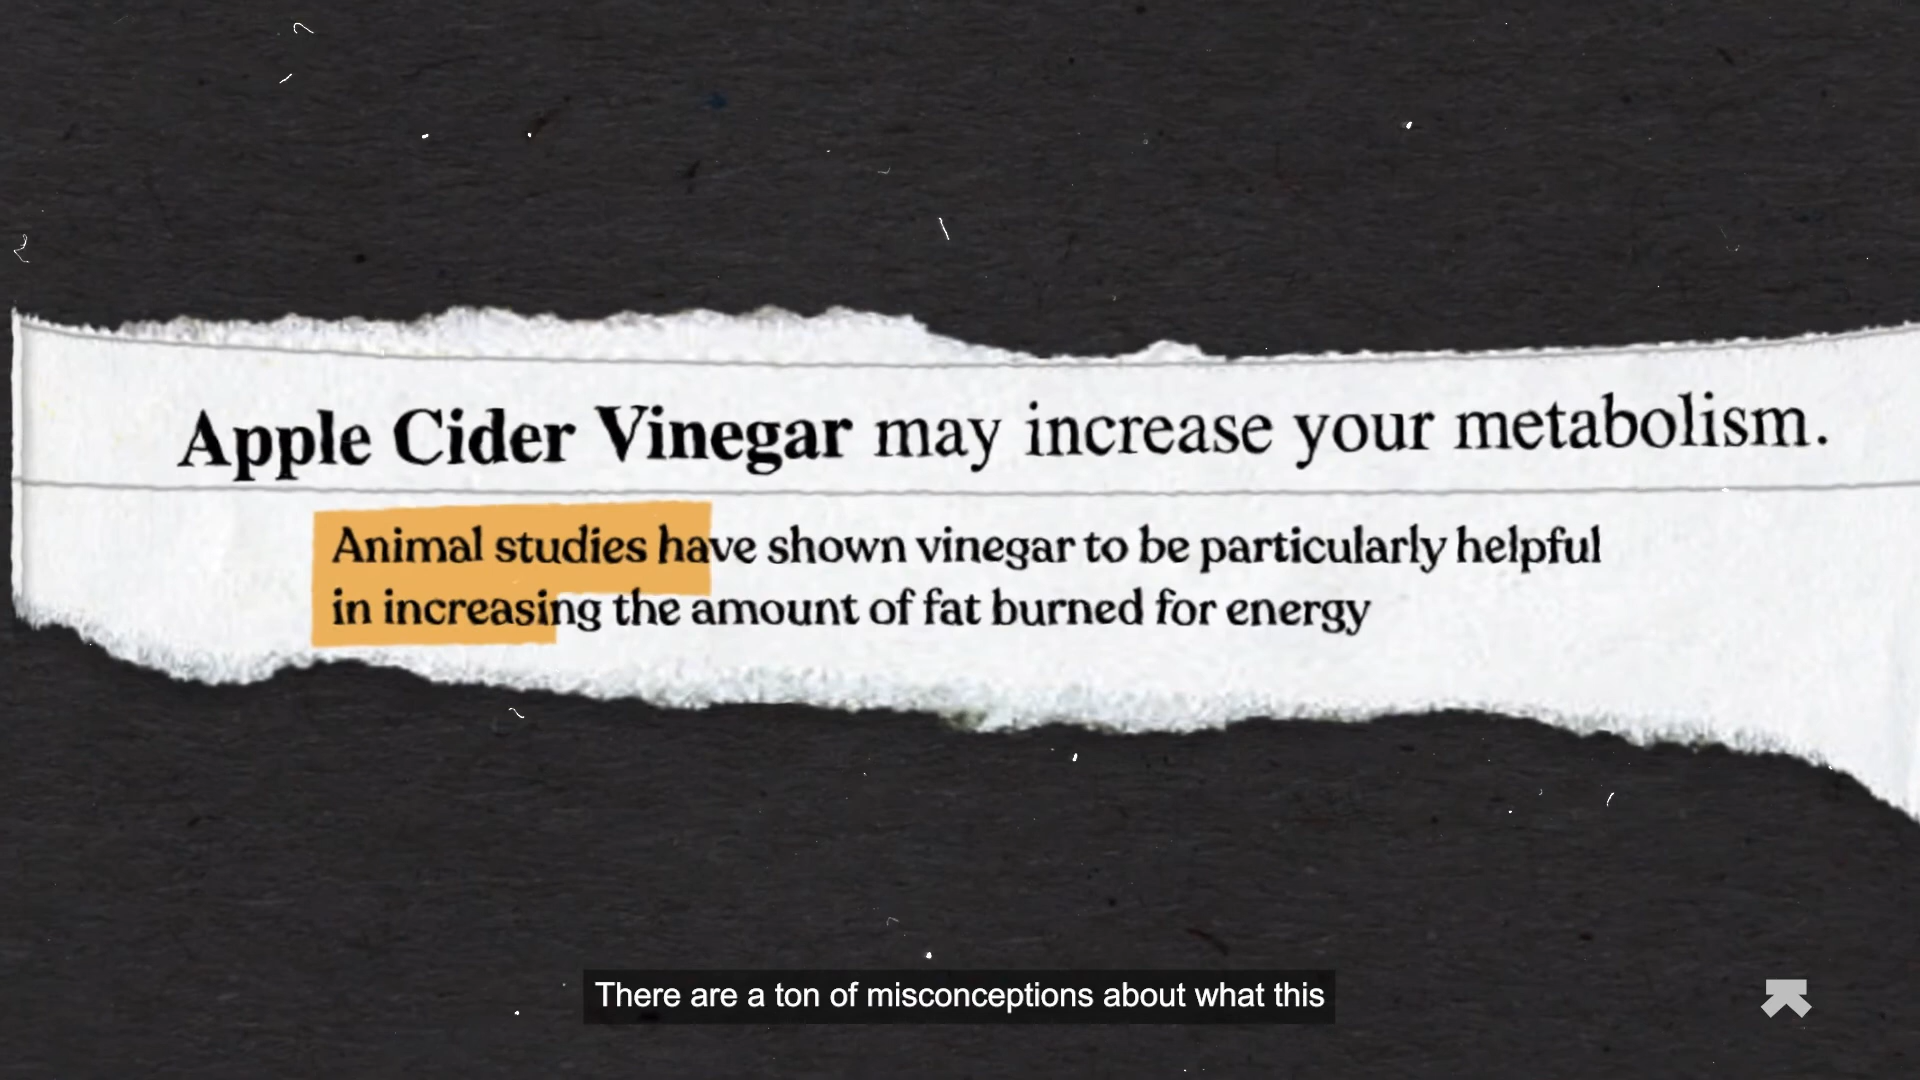 Apple Cider Vinegar may increase your metabolism.
Animal studies have shown vinegar to be particularly helpful
in increasing the amount of fat burned for energy
There are a ton of misconceptions about what this